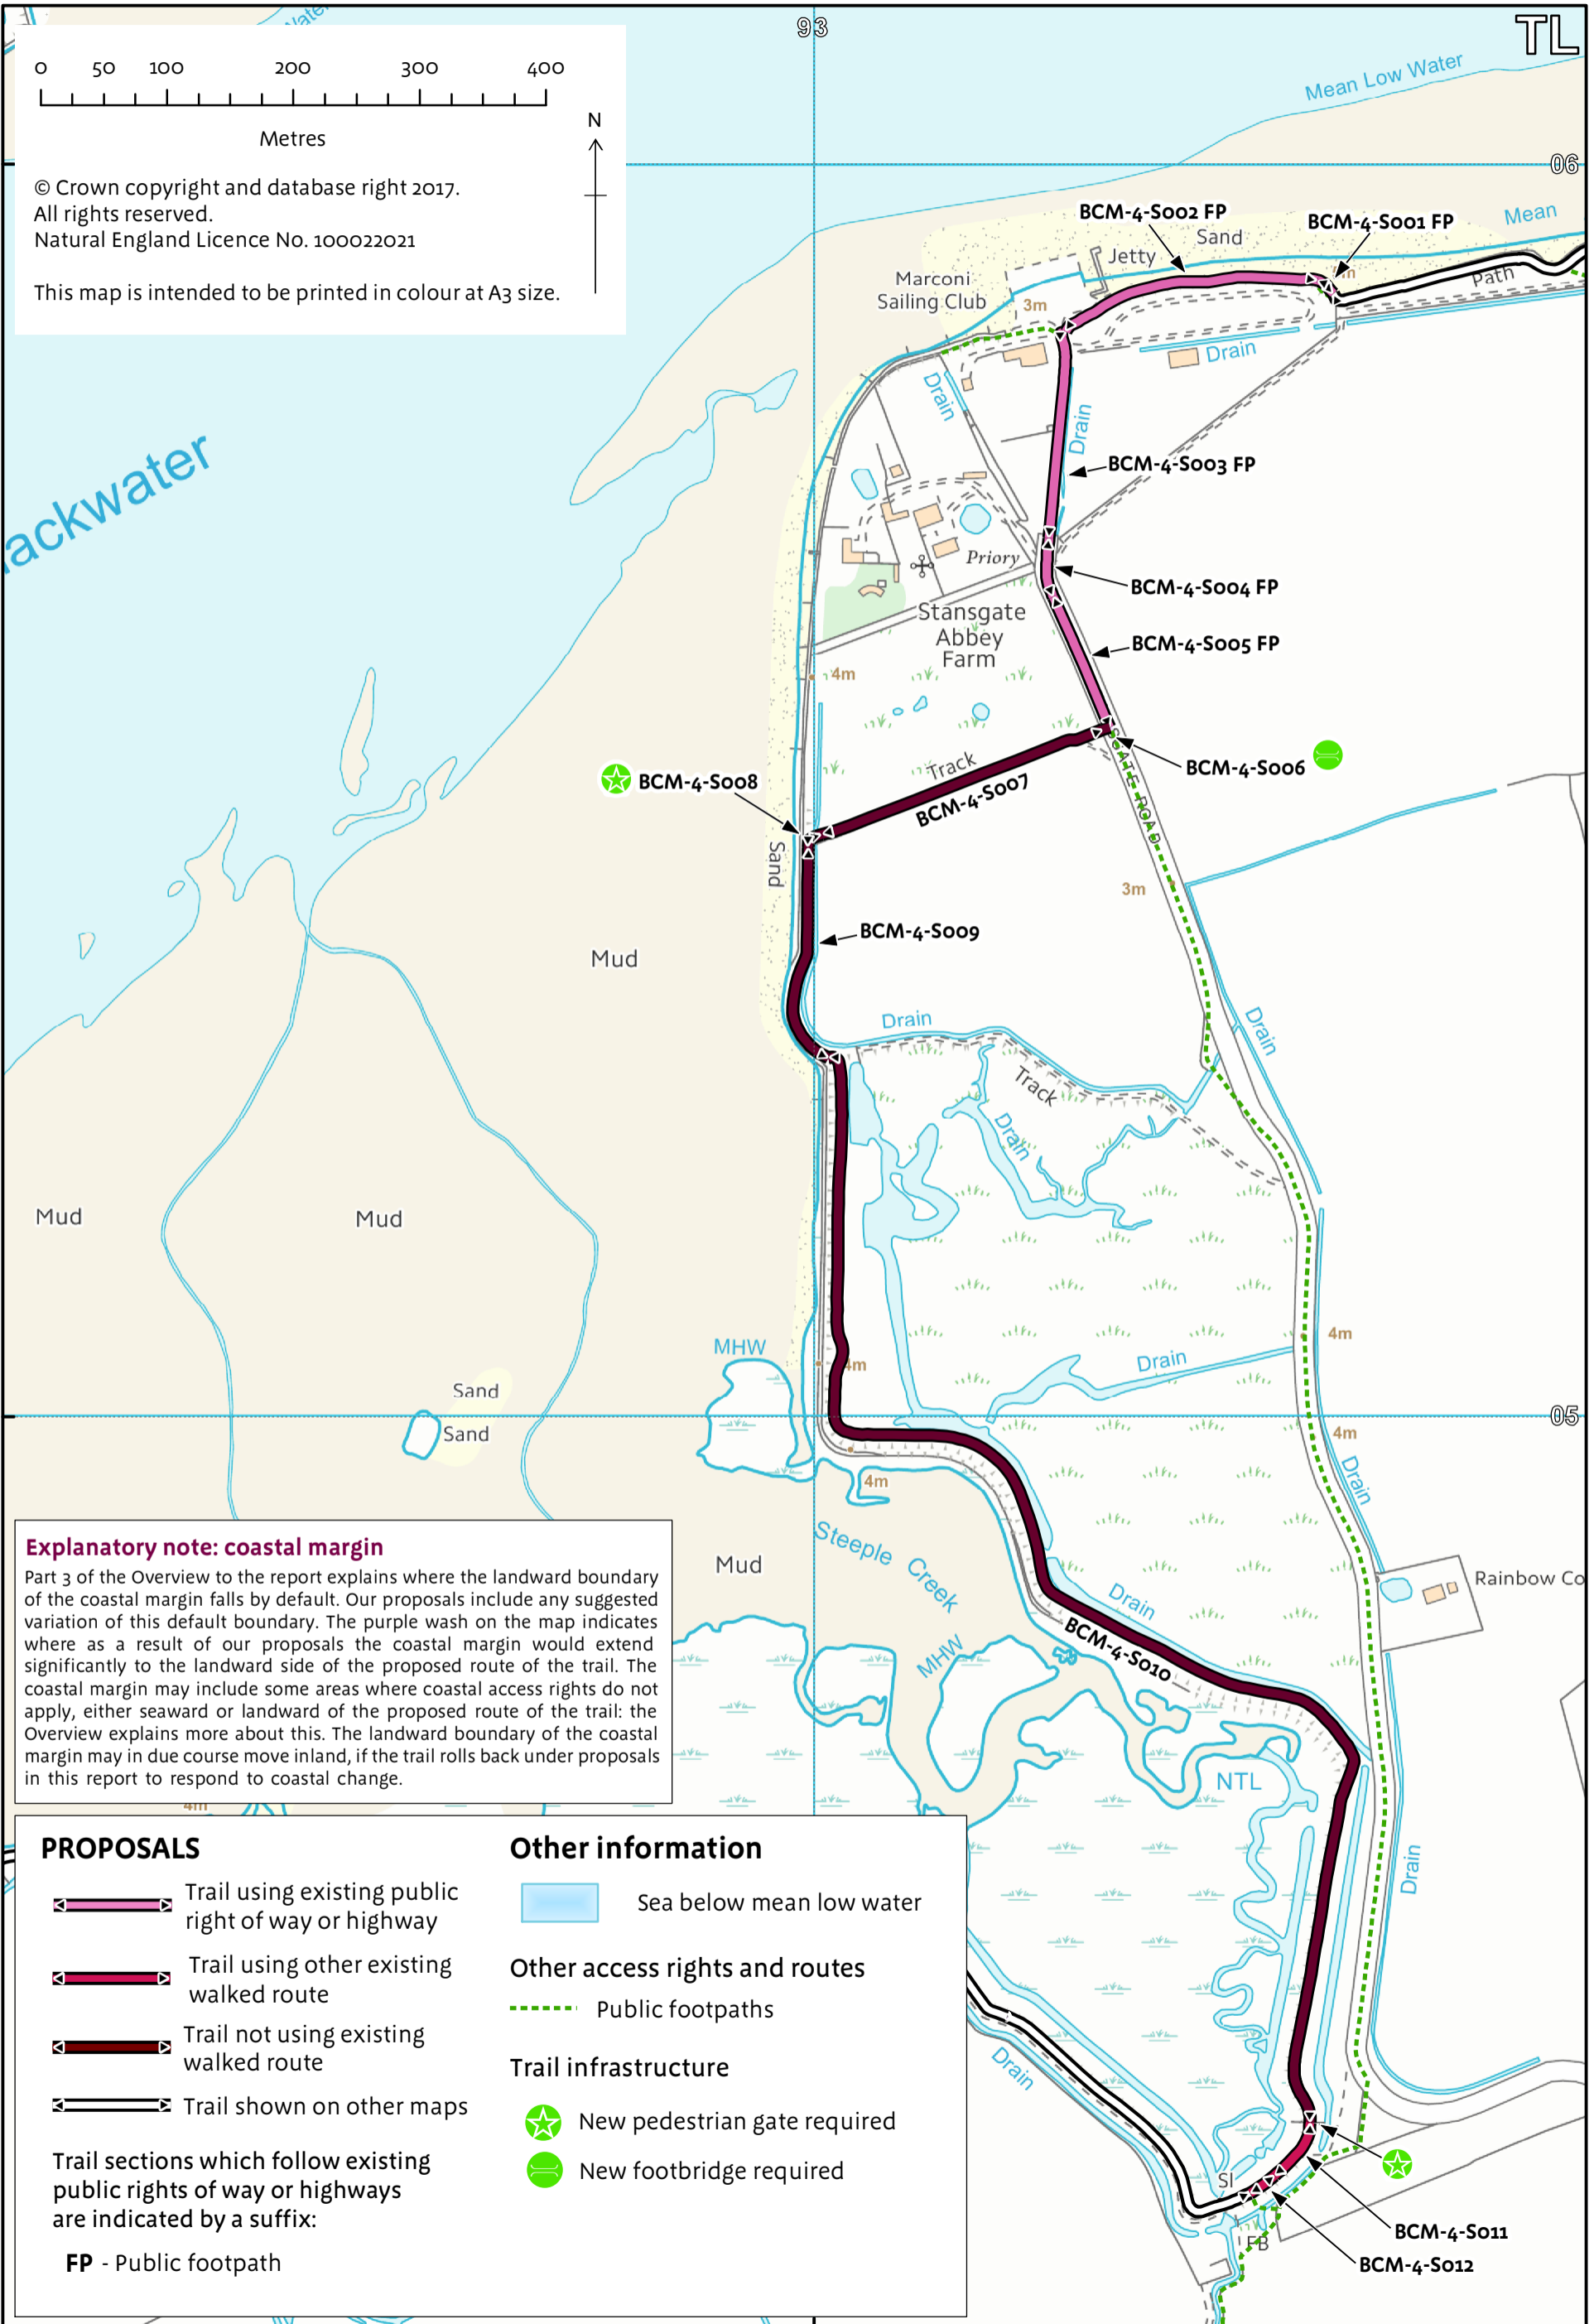 Water
93
TL
0 50 100 200 300 400
Metres
N
© Crown copyright and database right 2017.
All rights reserved.
Natural England Licence No. 100022021
This map is intended to be printed in colour at A3 size.
Mean Low Water
06
BCM-4-S002 FP
BCM-4-S001 FP
Mean
Sand
Jetty
Marconi
Sailing Club
Path
3m
Drain
Drain
Drain
ackwater
BCM-4-S003 FP
Priory
BCM-4-S004 FP
Stansgate
Abbey
Farm
BCM-4-S005 FP
4m
Track
BCM-4-S006
BCM-4-S007
BCM-4-S008
GATE ROAD
Sand
3m
BCM-4-S009
Mud
Drain
Drain
Track
Drain
Mud
Mud
4m
MHW
4m
Drain
Sand
Sand
05
4m
4m
Drain
Steeple Creek
Mud
Rainbow Co
Drain
BCM-4-S010
MHW
NTL
Explanatory note: coastal margin
Part 3 of the Overview to the report explains where the landward boundary
of the coastal margin falls by default. Our proposals include any suggested
variation of this default boundary. The purple wash on the map indicates
where as a result of our proposals the coastal margin would extend
significantly to the landward side of the proposed route of the trail. The
coastal margin may include some areas where coastal access rights do not
apply, either seaward or landward of the proposed route of the trail: the
Overview explains more about this. The landward boundary of the coastal
margin may in due course move inland, if the trail rolls back under proposals
in this report to respond to coastal change.
4m
Drain
PROPOSALS
Trail using existing public
right of way or highway
Trail using other existing
walked route
Trail not using existing
walked route
Trail shown on other maps
Trail sections which follow existing
public rights of way or highways
are indicated by a suffix:
FP - Public footpath
Other information
Sea below mean low water
Other access rights and routes
Public footpaths
Trail infrastructure
New pedestrian gate required
New footbridge required
Drain
Sl
FB
BCM-4-S011
BCM-4-S012